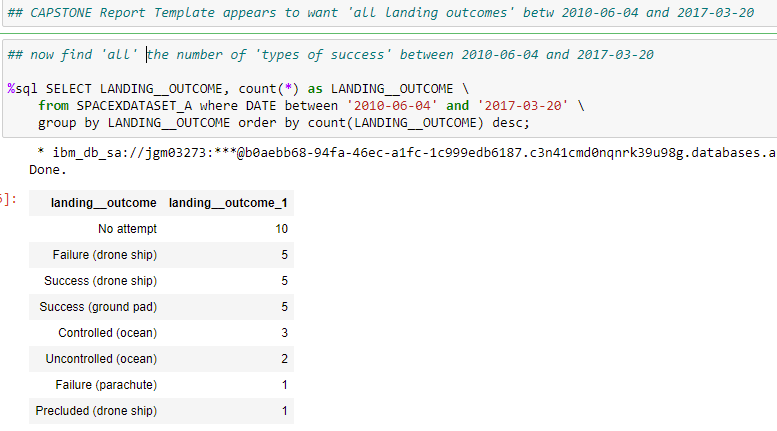 ## CAPSTONE Report Template appears to want 'all landing outcomes' betw 2010-06-04 and 2017-03-20
## now find 'all' the number of 'types of success' between 2010-06-04 and 2017-03-20
%sql SELECT LANDING__OUTCOME, count(*) as LANDING__OUTCOME \
from SPACEXDATASET_A where DATE between '2010-06-04' and '2017-03-20' \
group by LANDING__OUTCOME order by count(LANDING__OUTCOME) desc;
* ibm_db_sa://jgm03273:***@b0aebb68-94fa-46ec-a1fc-1c999edb6187.c3n41cmd0nqnrk39u98g.databases.a
Done.
]:
landing__outcome landing__outcome_1
No attempt 10
Failure (drone ship) 5
Success (drone ship) 5
Success (ground pad) 5
Controlled (ocean) 3
Uncontrolled (ocean) 2
Failure (parachute) 1
Precluded (drone ship) 1